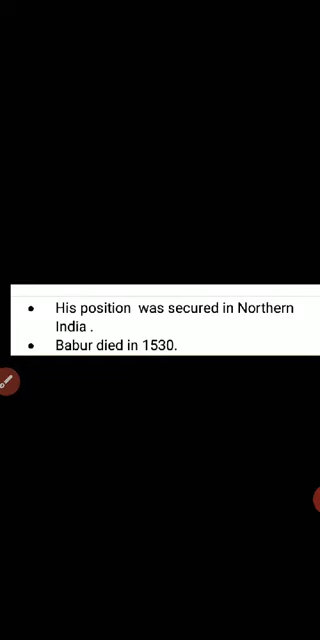 • His position was secured in Northern
India .
• Babur died in 1530.